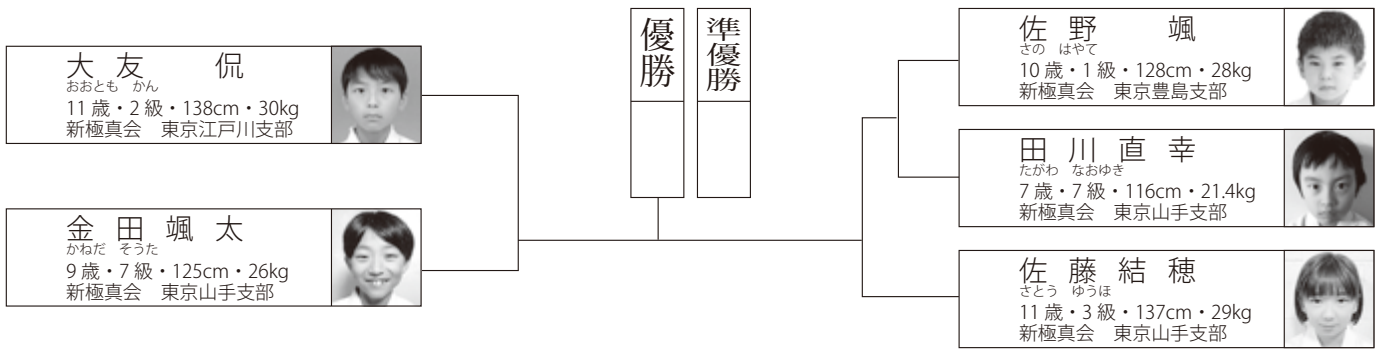 大友 侃
おおとも かん
11歳・2級・138cm・30kg
新極真会 東京江戸川支部
金田颯太
かねだ そうた
9歳・7級・125cm・26kg
新極真会 東京山手支部
優勝
準優勝
佐野 颯
さの はやて
10歳・1級・128cm・28kg
新極真会 東京豊島支部
田川直幸
たがわ なおゆき
7歳・7級・116cm・21.4kg
新極真会 東京山手支部
佐藤結穂
さとう ゆうほ
11歳・3級・137cm・29kg
新極真会 東京山手支部